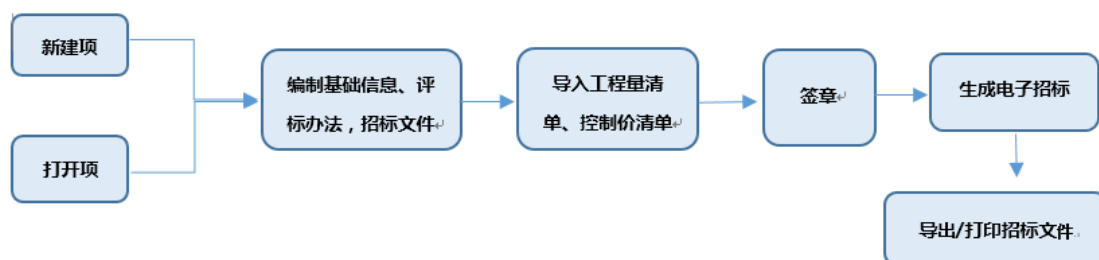 新建项
打开项
编制基础信息、评
标办法，招标文件
导入工程量清
单、控制价清单
签章
生成电子招标
导出/打印招标文件